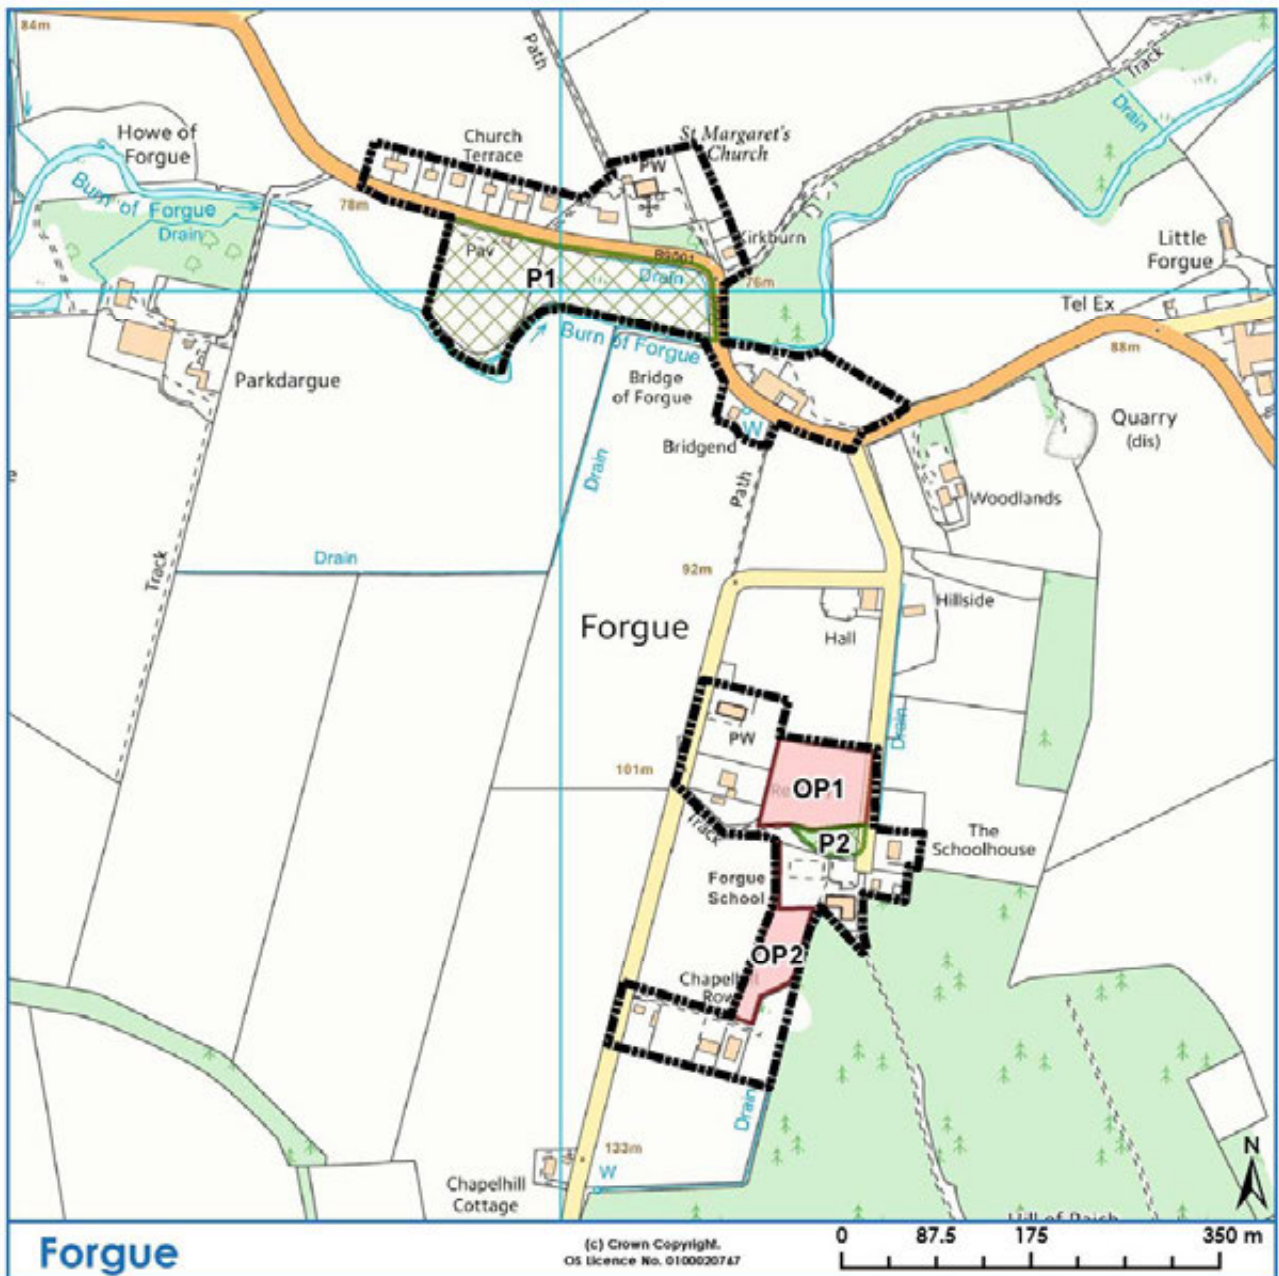 84m
Path
Track
Drain
Howe of
Forgue
Church
Terrace
St Margaret's
Church
PW
Burn of Forgue
Drain
78m
Pav
P1
B9001
Drain
Kirkburn
76m
Little
Forgue
Tel Ex
88m
Burn of Forgue
Parkdargue
Bridge
of Forgue
W
Bridgend
Quarry
(dis)
Drain
Path
Woodlands
Track
Drain
92m
Forgue
Hillside
Hall
Drain
PW
101m
OP1
Track
P2
The
Schoolhouse
Forgue
School
OP2
Chapelhill
Row
Drain
133m
W
Chapelhill
Cottage
N
Forgue
(c) Crown Copyright.
OS Licence No. 0100020767
0 87.5 175 350 m